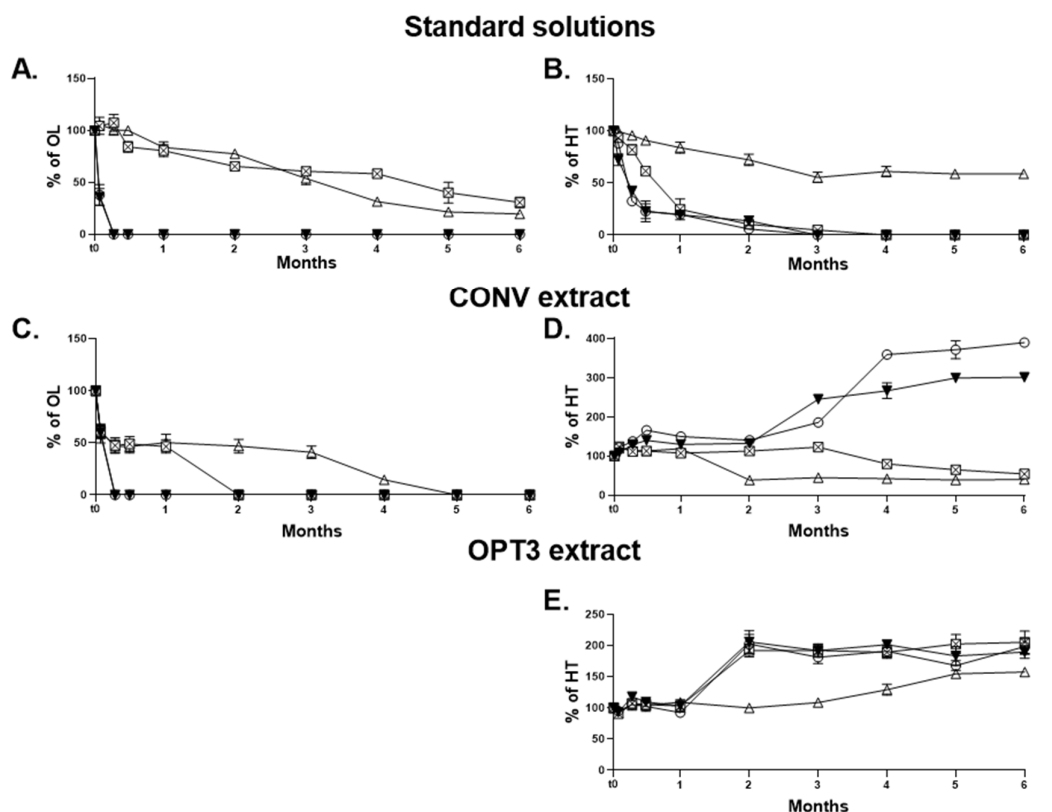 Standard solutions
A.
150
100
50
0
% of OL
t0 1 2 3 4 5 6
Months
B.
150
100
50
0
% of HT
t0 1 2 3 4 5 6
Months
CONV extract
C.
150
100
50
0
% of OL
t0 1 2 3 4 5 6
Months
D.
400
300
200
100
0
% of HT
t0 1 2 3 4 5 6
Months
OPT3 extract
E.
250
200
150
100
50
0
% of HT
t0 1 2 3 4 5 6
Months